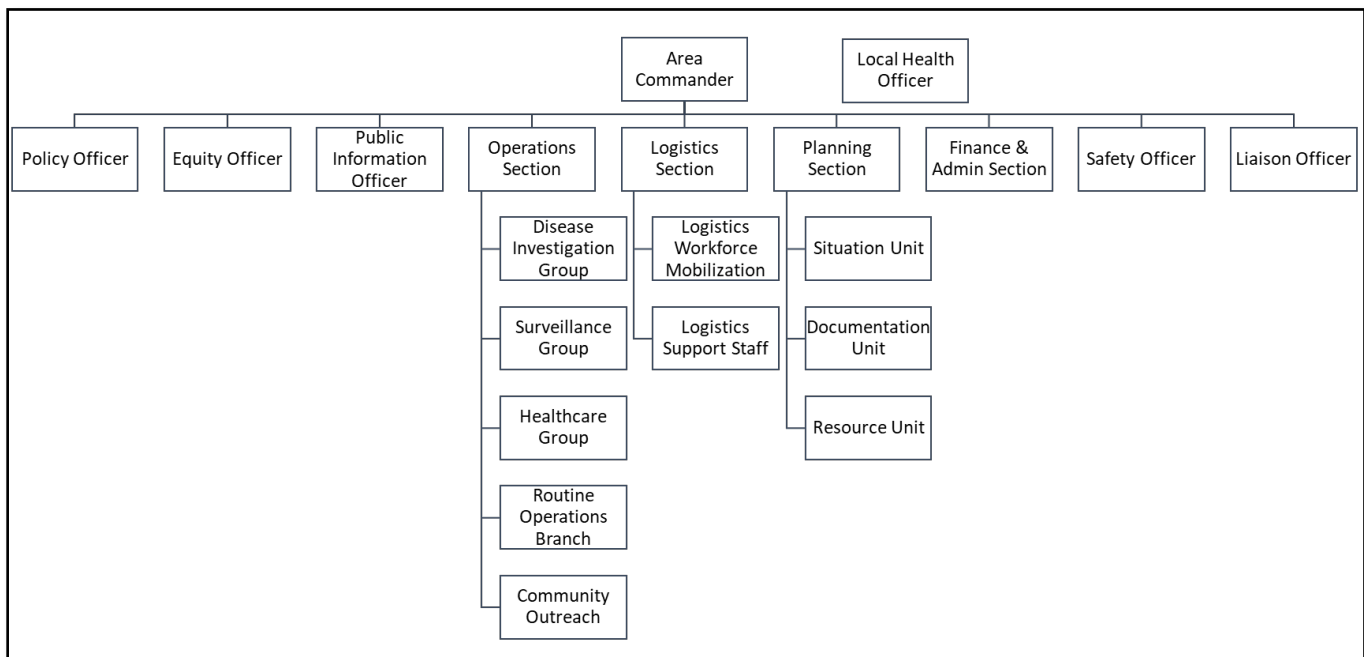 Area
Commander
Local Health
Officer
Policy Officer
Equity Officer
Public
Information
Officer
Operations
Section
Logistics
Section
Planning
Section
Finance &
Admin Section
Safety Officer
Liaison Officer
Disease
Investigation
Group
Surveillance
Group
Healthcare
Group
Routine
Operations
Branch
Community
Outreach
Logistics
Workforce
Mobilization
Logistics
Support Staff
Situation Unit
Documentation
Unit
Resource Unit